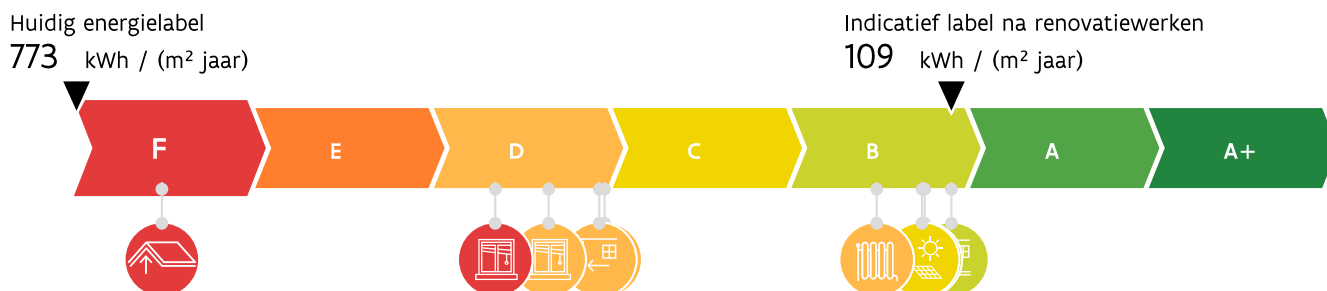 Huidig energielabel
773 kWh / (m² jaar)
Indicatief label na renovatiewerken
109 kWh / (m² jaar)
F E D C B A A+